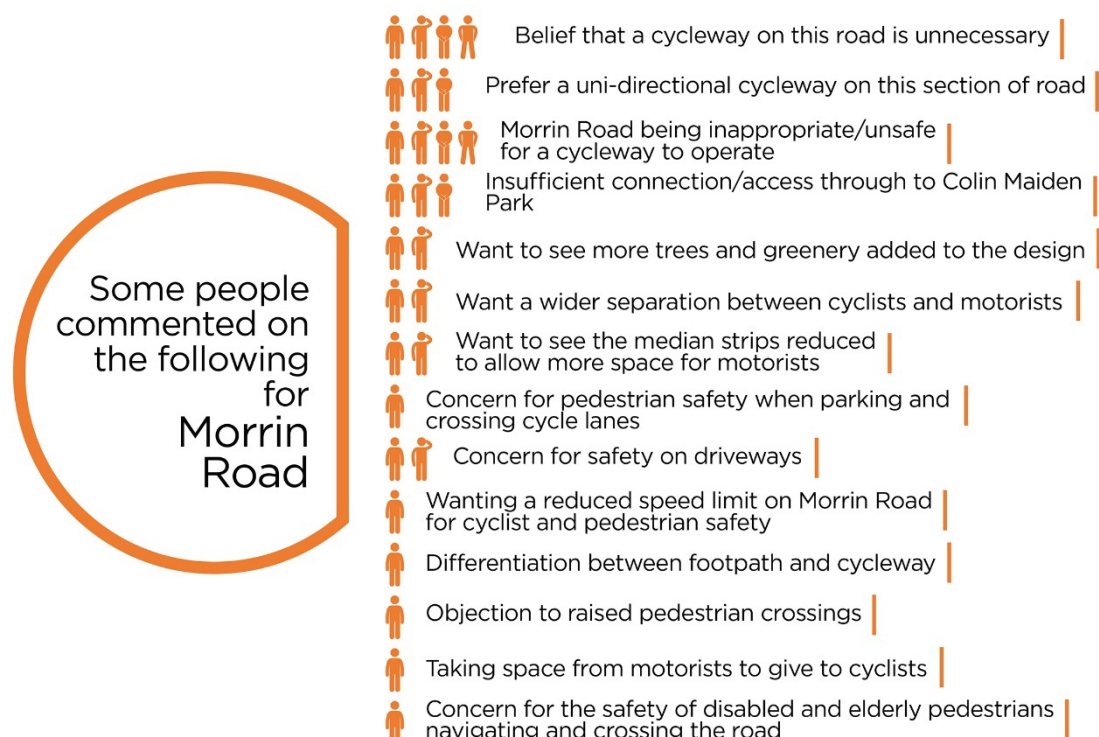 Some people
commented on
the following
for
Morrin
Road
Belief that a cycleway on this road is unnecessary
Prefer a uni-directional cycleway on this section of road
Morrin Road being inappropriate/unsafe
for a cycleway to operate
Insufficient connection/access through to Colin Maiden
Park
Want to see more trees and greenery added to the design
Want a wider separation between cyclists and motorists
Want to see the median strips reduced
to allow more space for motorists
Concern for pedestrian safety when parking and
crossing cycle lanes
Concern for safety on driveways
Wanting a reduced speed limit on Morrin Road
for cyclist and pedestrian safety
Differentiation between footpath and cycleway
Objection to raised pedestrian crossings
Taking space from motorists to give to cyclists
Concern for the safety of disabled and elderly pedestrians
navigating and crossing the road